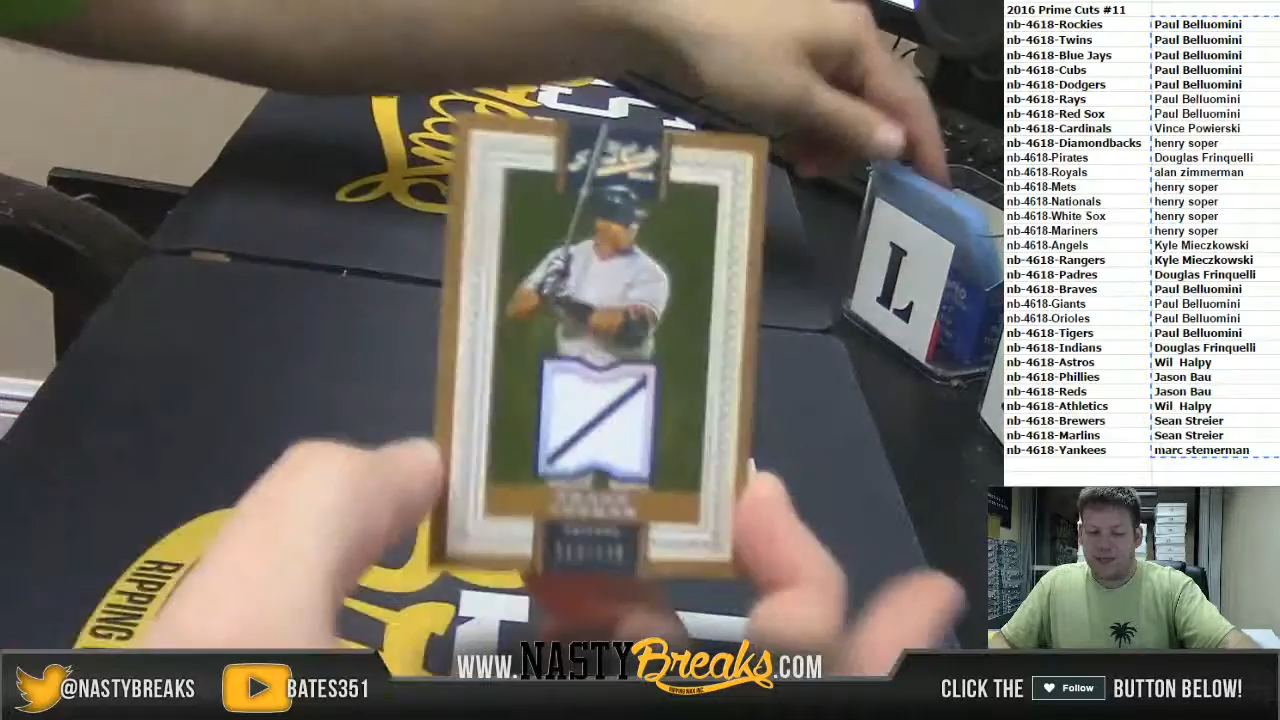 2016 Prime Cuts #11
nb-4618-Rockies Paul Belluomini
nb-4618-Twins Paul Belluomini
nb-4618-Blue Jays Paul Belluomini
nb-4618-Cubs Paul Belluomini
nb-4618-Dodgers Paul Belluomini
nb-4618-Rays Paul Belluomini
nb-4618-Red Sox Paul Belluomini
nb-4618-Cardinals Vince Powierski
nb-4618-Diamondbacks henry soper
nb-4618-Pirates Douglas Frinquelli
nb-4618-Royals alan zimmerman
nb-4618-Mets henry soper
nb-4618-Nationals henry soper
nb-4618-White Sox henry soper
nb-4618-Mariners henry soper
nb-4618-Angels Kyle Mieczkowski
nb-4618-Rangers Kyle Mieczkowski
nb-4618-Padres Douglas Frinquelli
nb-4618-Braves Paul Belluomini
nb-4618-Giants Paul Belluomini
nb-4618-Orioles Paul Belluomini
nb-4618-Tigers Paul Belluomini
nb-4618-Indians Douglas Frinquelli
nb-4618-Astros Wil Halpy
nb-4618-Phillies Jason Bau
nb-4618-Reds Jason Bau
nb-4618-Athletics Wil Halpy
nb-4618-Brewers Sean Streier
nb-4618-Marlins Sean Streier
nb-4618-Yankees marc stemerman
L
RIPPING
@NASTYBREAKS
BATES351
WWW.NASTYBreaks.COM
RIPPING WAX INC.
CLICK THE Follow BUTTON BELOW!